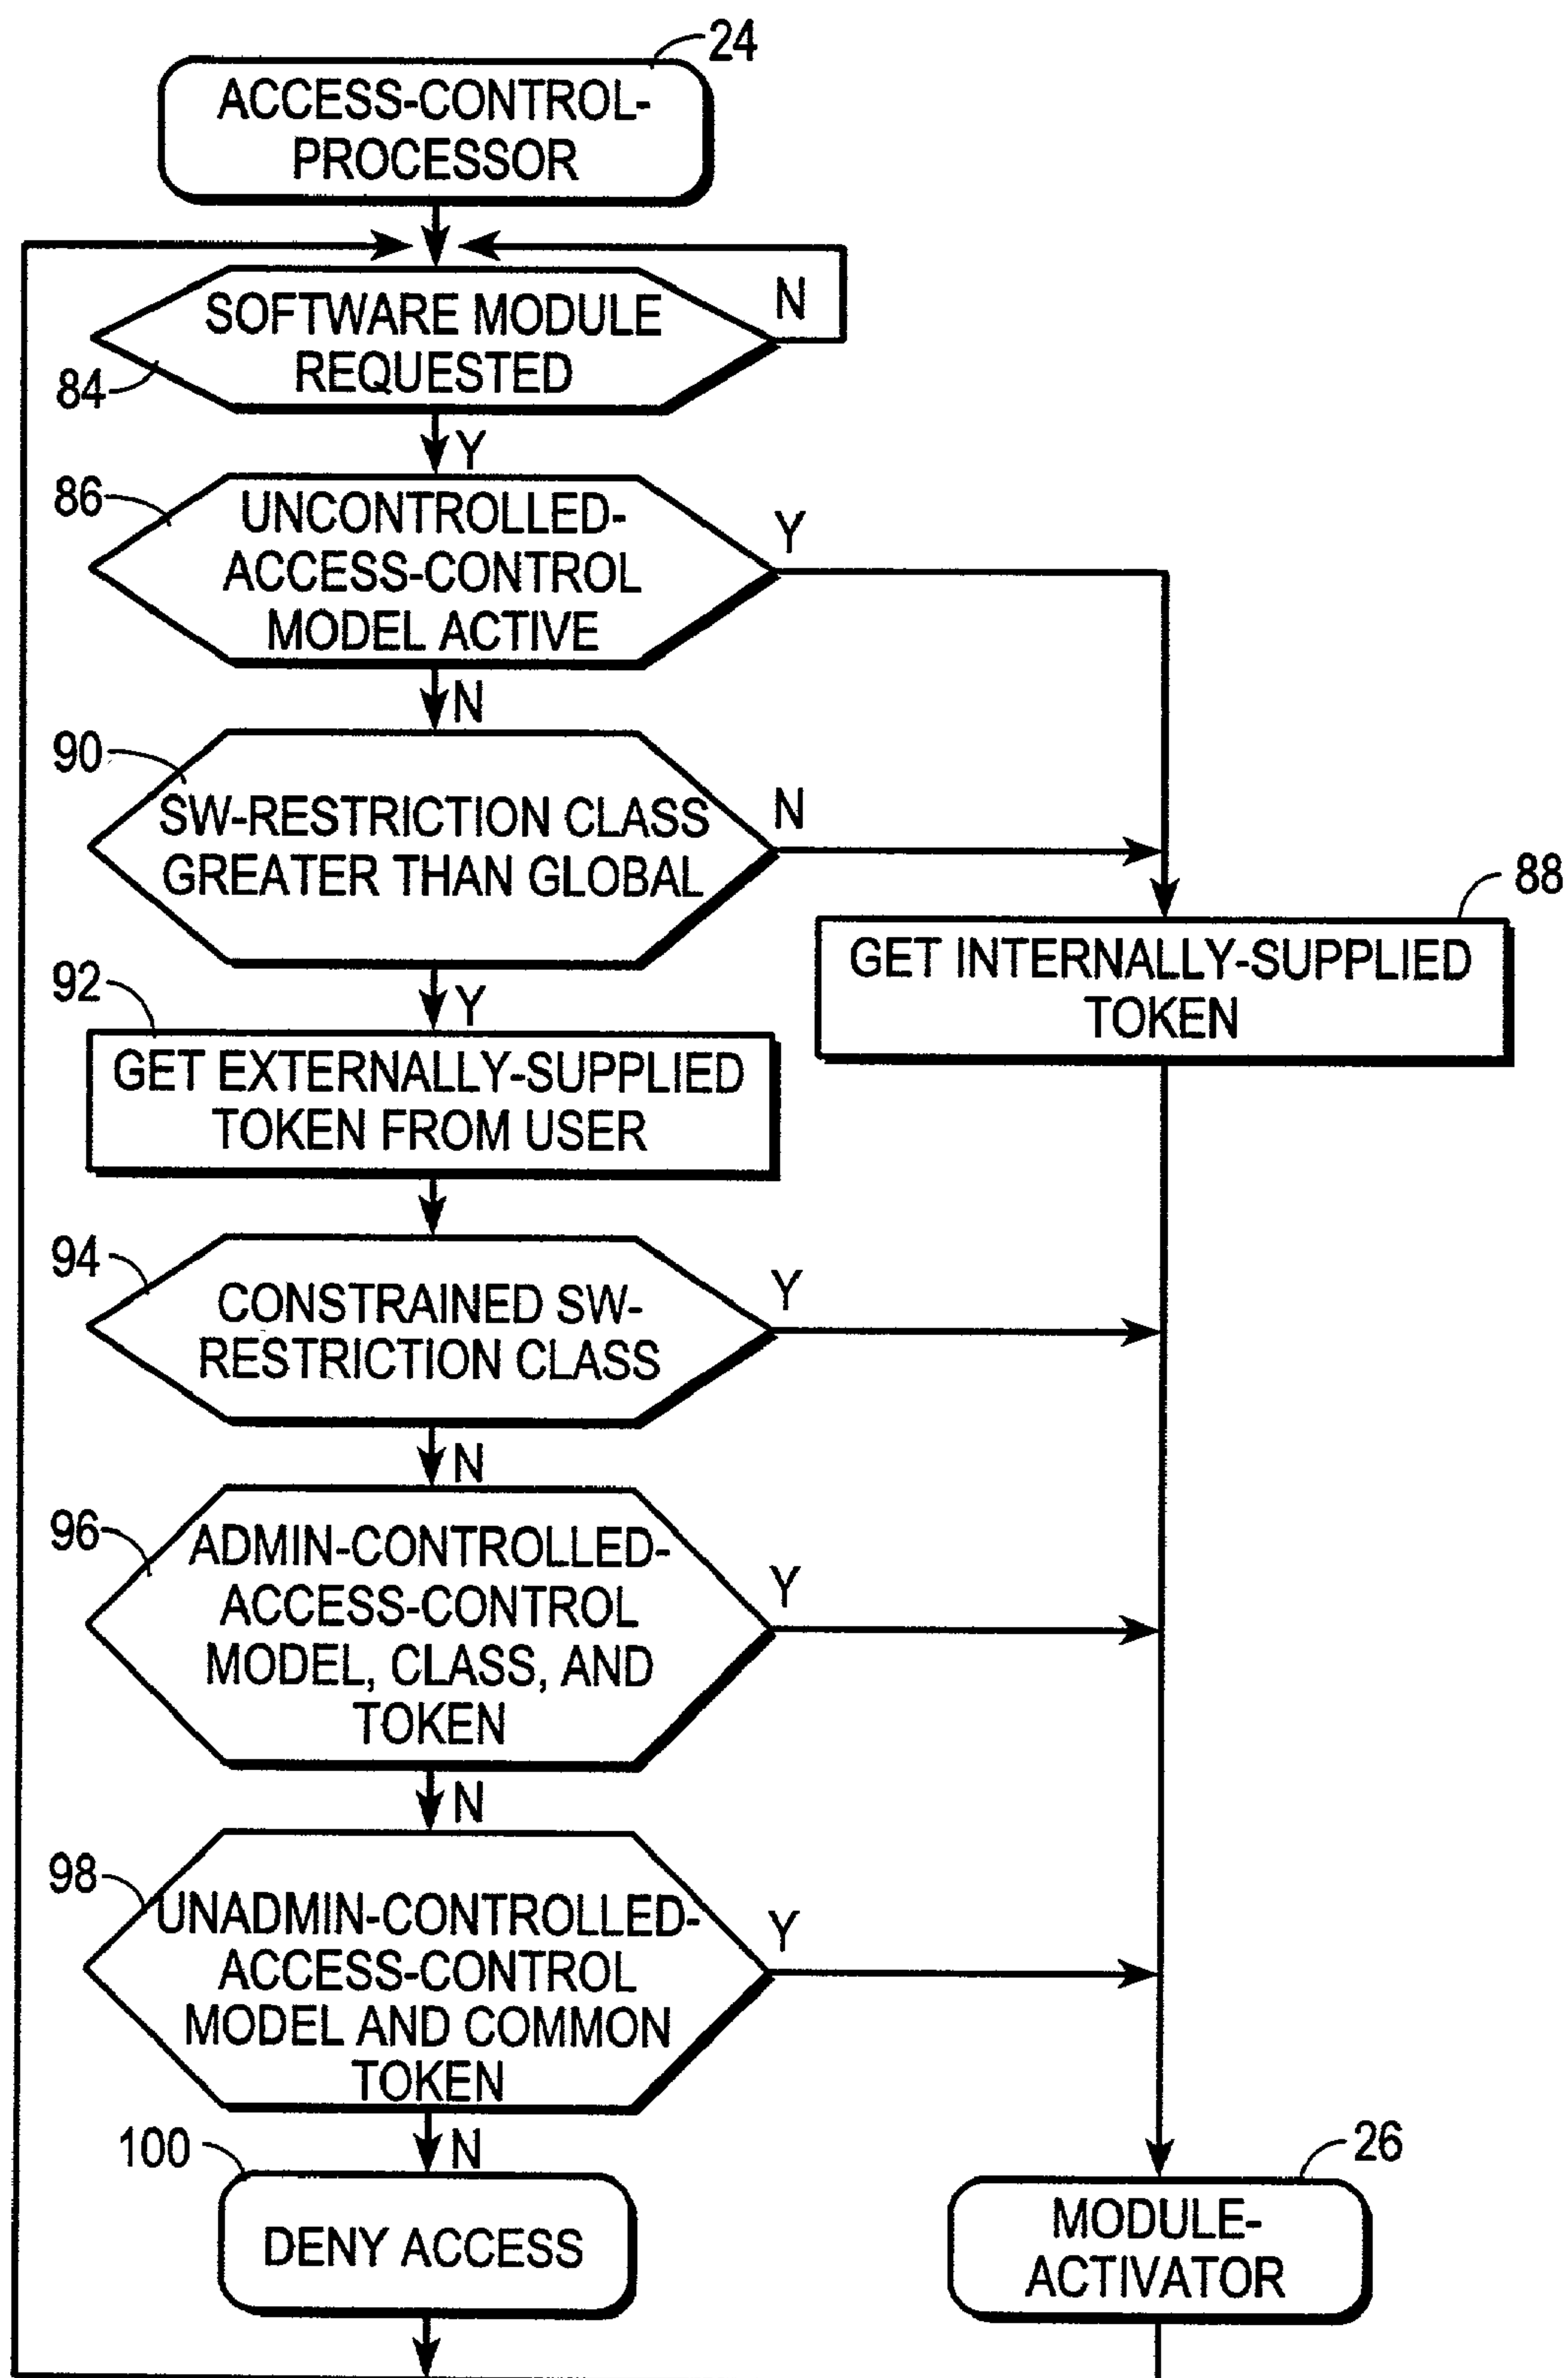 24
ACCESS-CONTROL-
PROCESSOR
SOFTWARE MODULE
REQUESTED
N
84
Y
86
UNCONTROLLED-
ACCESS-CONTROL
MODEL ACTIVE
Y
N
90
SW-RESTRICTION CLASS
GREATER THAN GLOBAL
N
88
GET INTERNALLY-SUPPLIED
TOKEN
Y
92
GET EXTERNALLY-SUPPLIED
TOKEN FROM USER
94
CONSTRAINED SW-
RESTRICTION CLASS
Y
N
96
ADMIN-CONTROLLED-
ACCESS-CONTROL
MODEL, CLASS, AND
TOKEN
Y
N
98
UNADMIN-CONTROLLED-
ACCESS-CONTROL
MODEL AND COMMON
TOKEN
Y
N
100
DENY ACCESS
26
MODULE-
ACTIVATOR